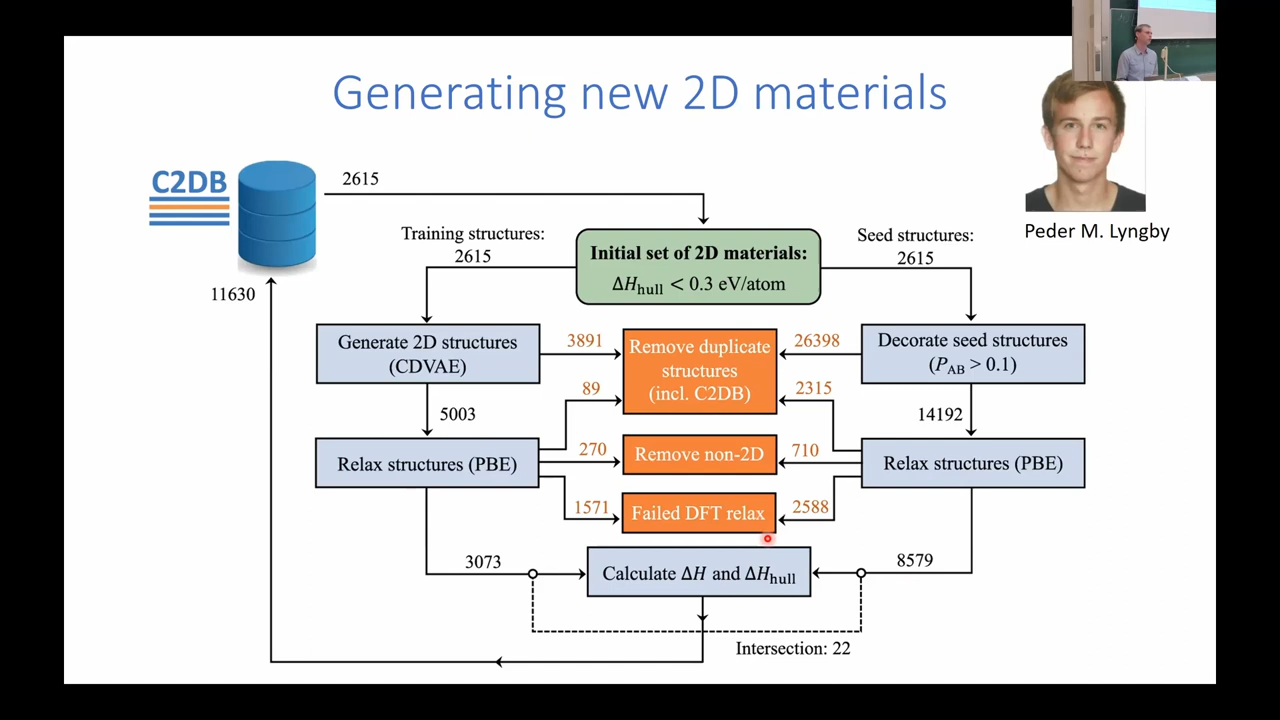 Generating new 2D materials
C2DB
2615
Peder M. Lyngby
Training structures:
2615
Initial set of 2D materials:
ΔHhull < 0.3 eV/atom
Seed structures:
2615
11630
Generate 2D structures
(CDVAE)
3891
Remove duplicate
structures
(incl. C2DB)
26398
Decorate seed structures
(PAB > 0.1)
89
2315
5003
14192
Relax structures (PBE)
270
Remove non-2D
710
Relax structures (PBE)
1571
Failed DFT relax
2588
3073
Calculate ΔH and ΔHhull
8579
Intersection: 22